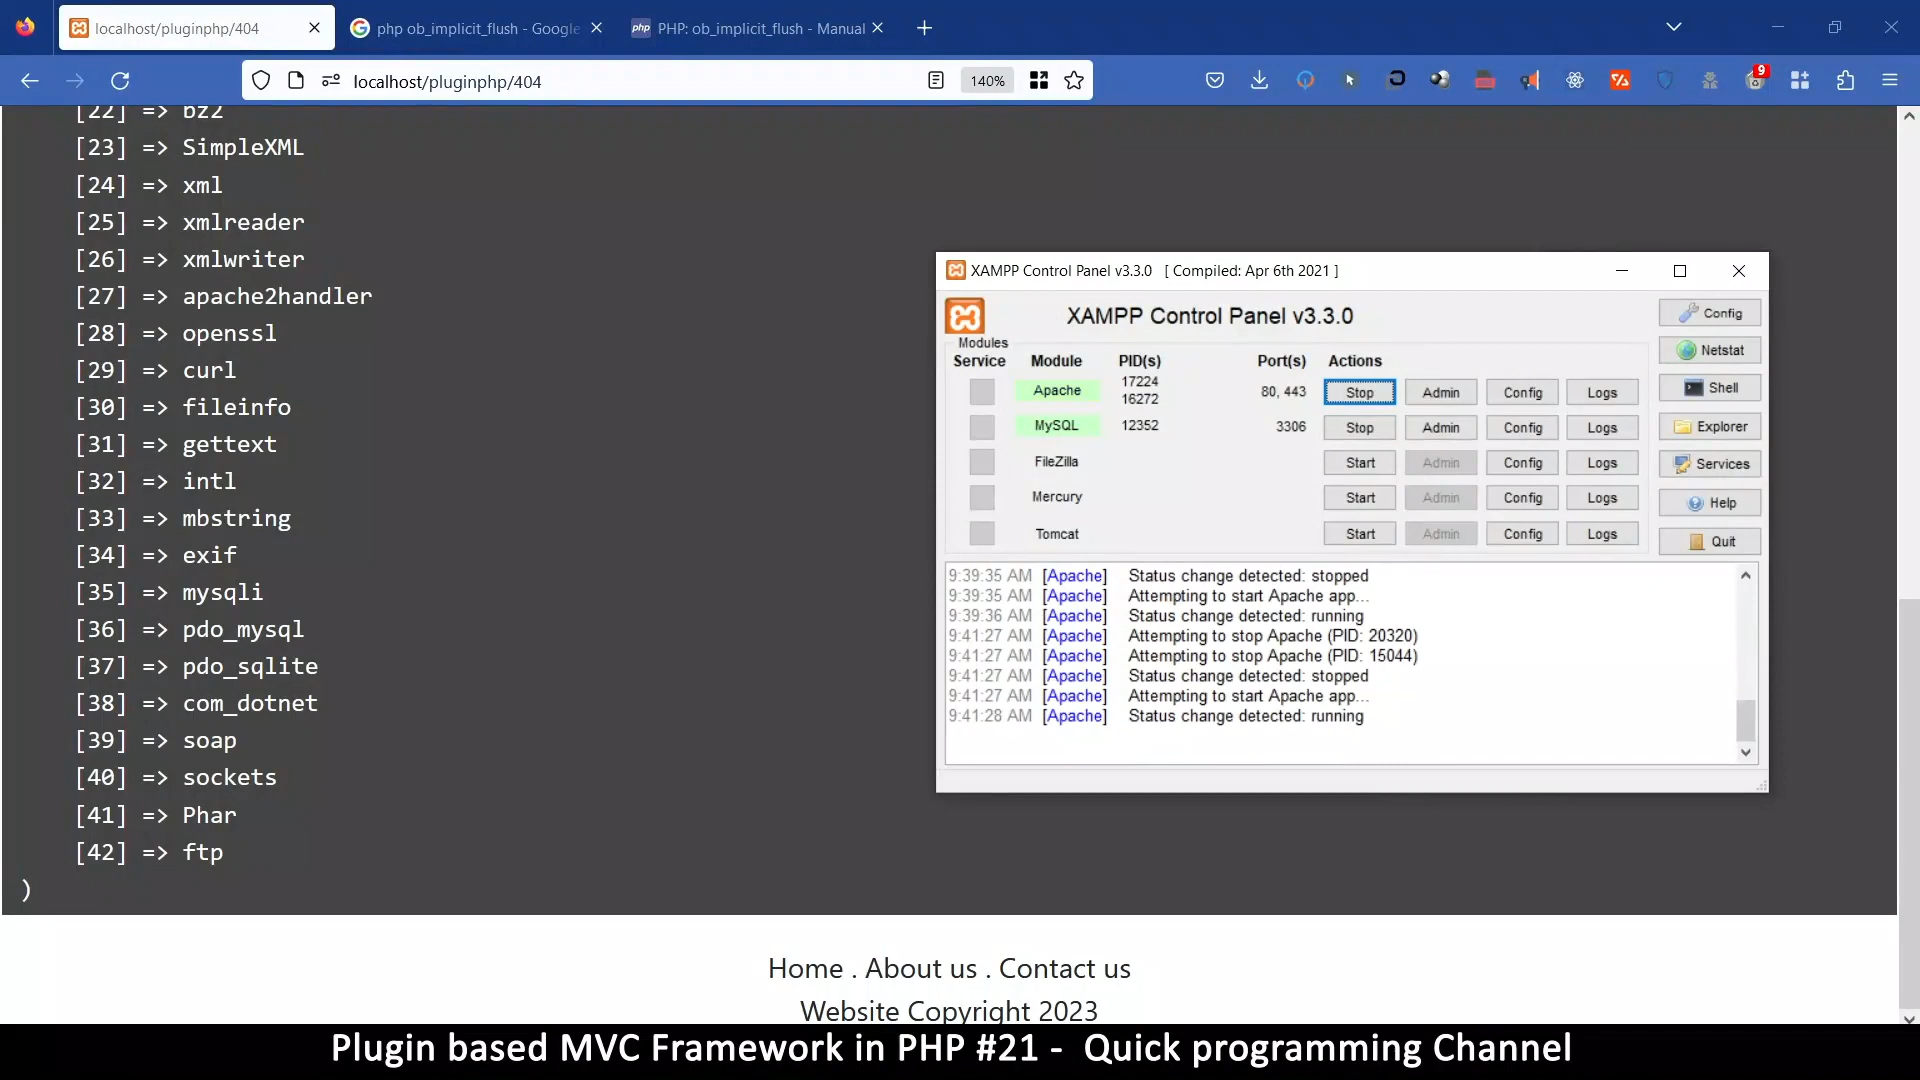 localhost/pluginphp/404
php ob_implicit_flush - Google
php PHP: ob_implicit_flush - Manual
localhost/pluginphp/404
140%
9
[22] => bz2
[23] => SimpleXML
[24] => xml
[25] => xmlreader
[26] => xmlwriter
[27] => apache2handler
[28] => openssl
[29] => curl
[30] => fileinfo
[31] => gettext
[32] => intl
[33] => mbstring
[34] => exif
[35] => mysqli
[36] => pdo_mysql
[37] => pdo_sqlite
[38] => com_dotnet
[39] => soap
[40] => sockets
[41] => Phar
[42] => ftp
)
XAMPP Control Panel v3.3.0 [ Compiled: Apr 6th 2021 ]
XAMPP Control Panel v3.3.0
Config
Modules
Service Module PID(s) Port(s) Actions
Netstat
Apache 17224 16272 80, 443 Stop Admin Config Logs
Shell
MySQL 12352 3306 Stop Admin Config Logs
Explorer
FileZilla Start Admin Config Logs
Services
Mercury Start Admin Config Logs
Help
Tomcat Start Admin Config Logs
Quit
9:39:35 AM [Apache] Status change detected: stopped
9:39:35 AM [Apache] Attempting to start Apache app...
9:39:36 AM [Apache] Status change detected: running
9:41:27 AM [Apache] Attempting to stop Apache (PID: 20320)
9:41:27 AM [Apache] Attempting to stop Apache (PID: 15044)
9:41:27 AM [Apache] Status change detected: stopped
9:41:27 AM [Apache] Attempting to start Apache app...
9:41:28 AM [Apache] Status change detected: running
Home . About us . Contact us
Website Copyright 2023
Plugin based MVC Framework in PHP #21 - Quick programming Channel